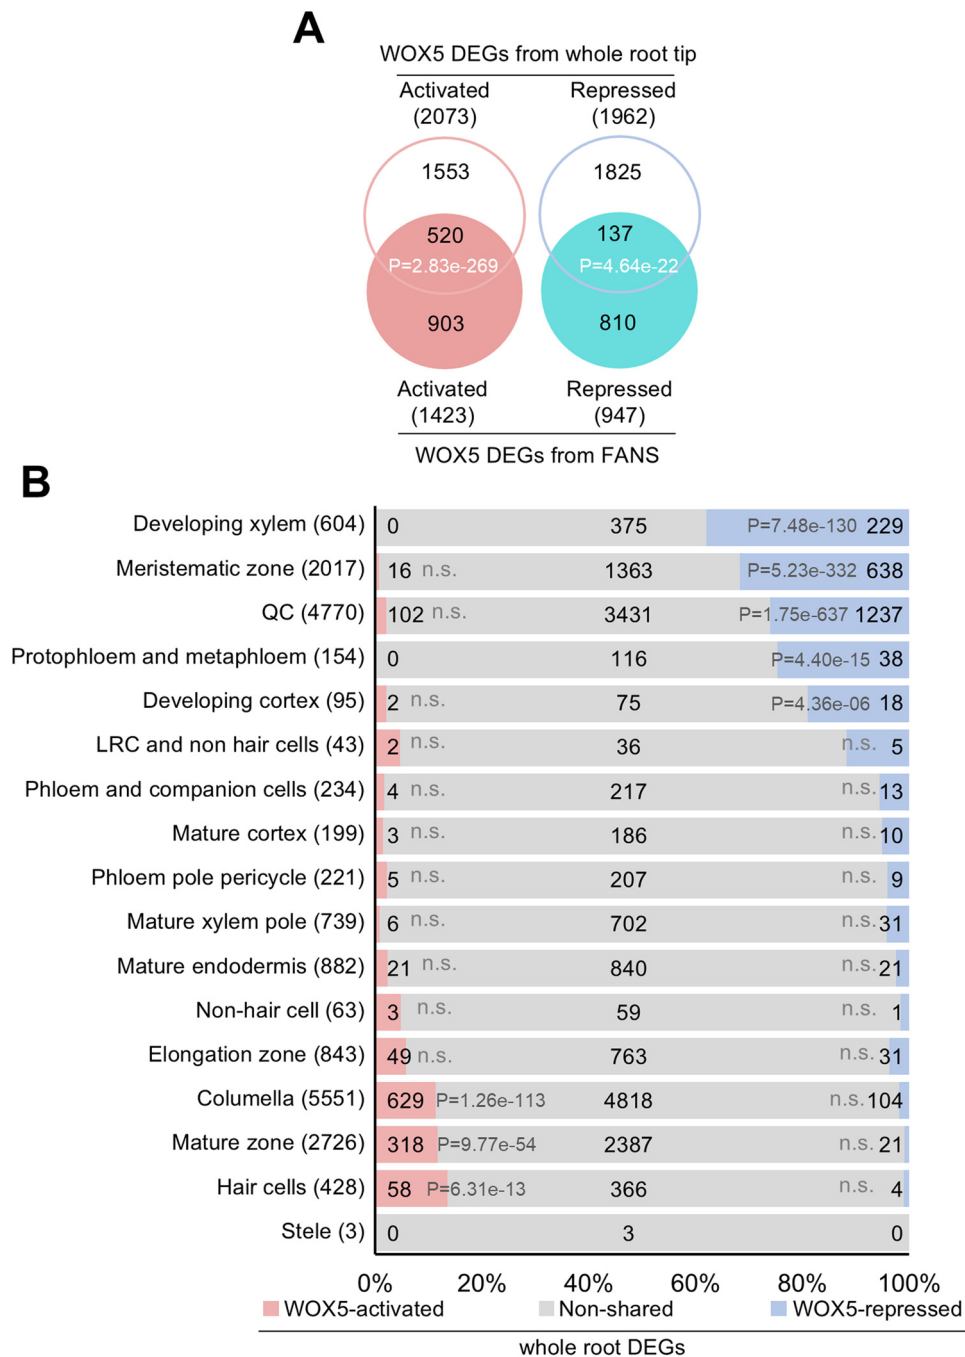 A
WOX5 DEGs from whole root tip
Activated Repressed
(2073) (1962)
1553 1825
520 137
P=2.83e-269 P=4.64e-22
903 810
Activated Repressed
(1423) (947)
WOX5 DEGs from FANS
B
Developing xylem (604) 0 375 P=7.48e-130 229
Meristematic zone (2017) 16 n.s. 1363 P=5.23e-332 638
QC (4770) 102 n.s. 3431 P=1.75e-637 1237
Protophloem and metaphloem (154) 0 116 P=4.40e-15 38
Developing cortex (95) 2 n.s. 75 P=4.36e-06 18
LRC and non hair cells (43) 2 n.s. 36 n.s. 5
Phloem and companion cells (234) 4 n.s. 217 n.s. 13
Mature cortex (199) 3 n.s. 186 n.s. 10
Phloem pole pericycle (221) 5 n.s. 207 n.s. 9
Mature xylem pole (739) 6 n.s. 702 n.s. 31
Mature endodermis (882) 21 n.s. 840 n.s. 21
Non-hair cell (63) 3 n.s. 59 n.s. 1
Elongation zone (843) 49 n.s. 763 n.s. 31
Columella (5551) 629 P=1.26e-113 4818 n.s. 104
Mature zone (2726) 318 P=9.77e-54 2387 n.s. 21
Hair cells (428) 58 P=6.31e-13 366 n.s. 4
Stele (3) 0 3 0
0% 20% 40% 60% 80% 100%
WOX5-activated Non-shared WOX5-repressed
whole root DEGs